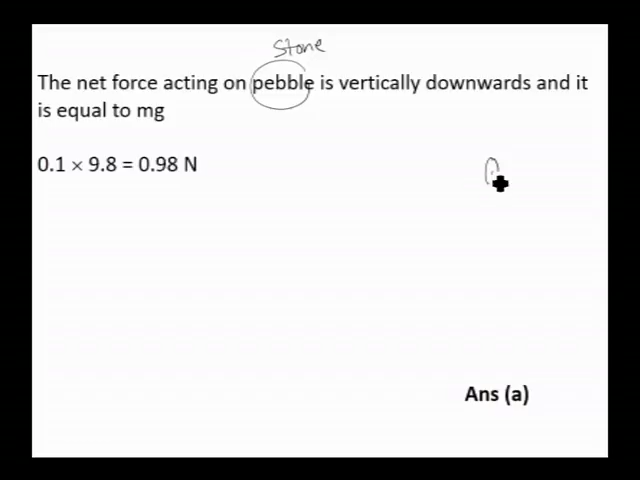 Stone
The net force acting on pebble is vertically downwards and it
is equal to mg
0.1 × 9.8 = 0.98 N
Ans (a)